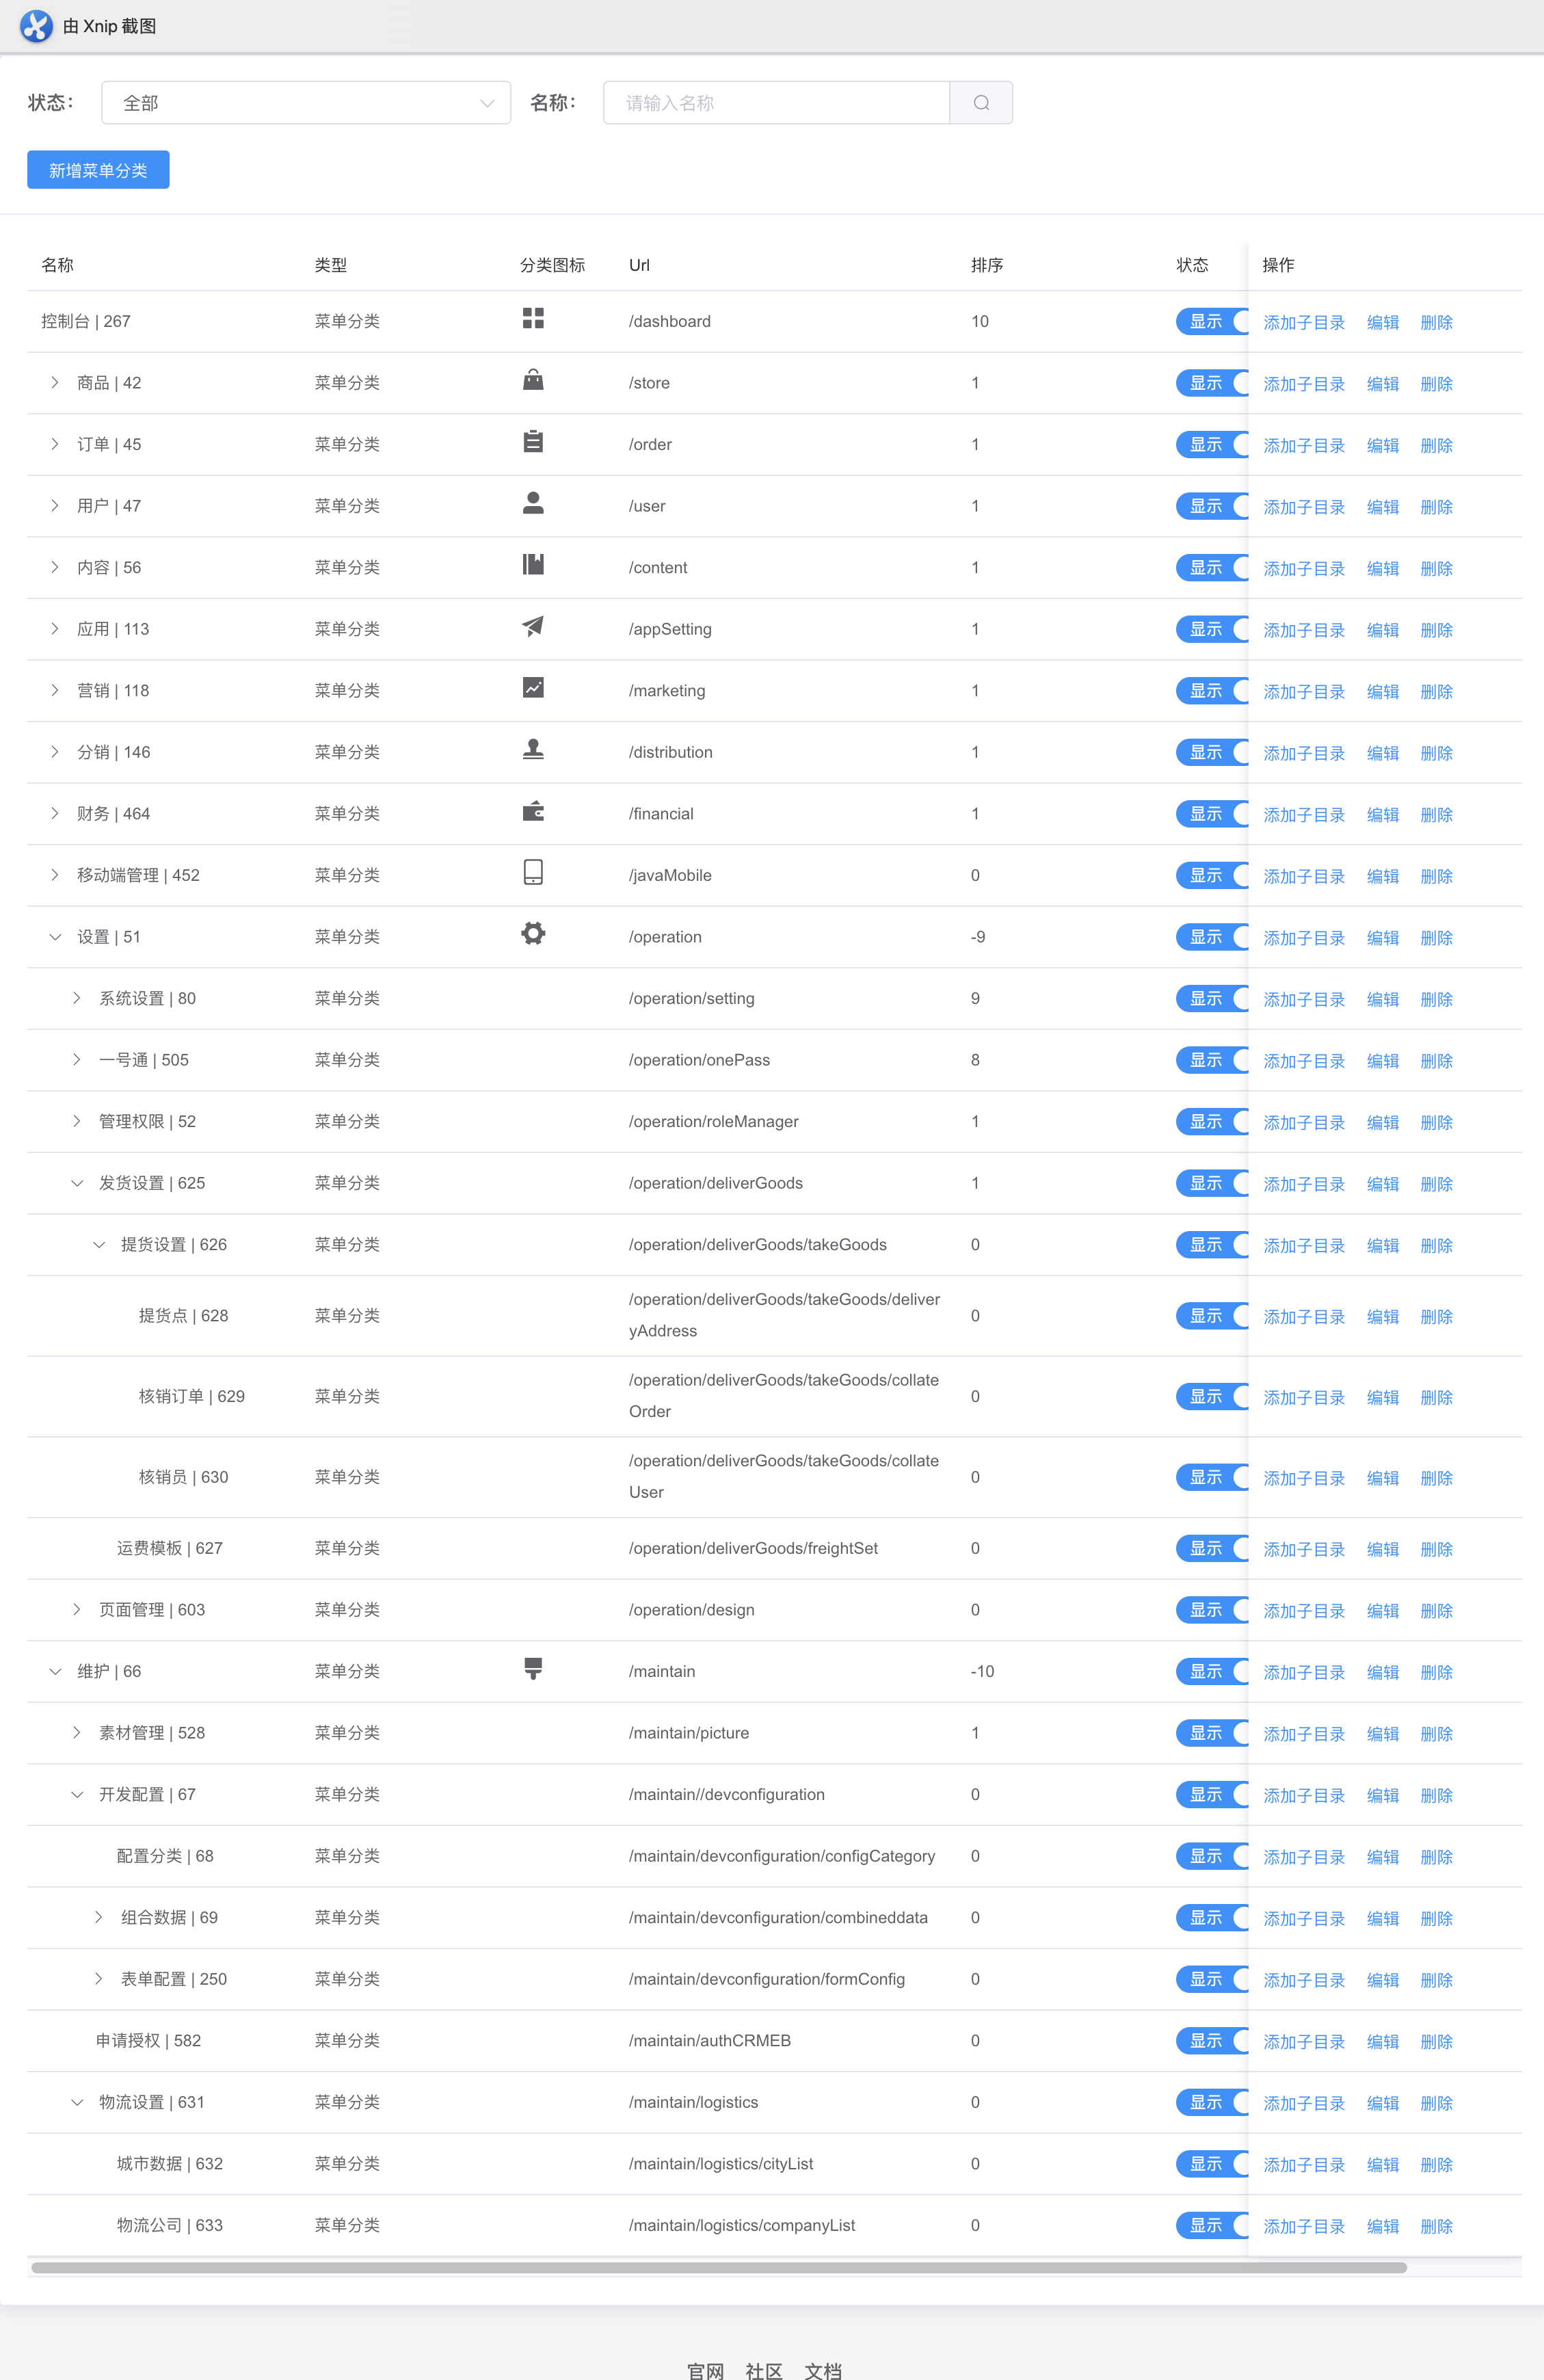 由 Xnip 截图
状态： 全部 名称： 请输入名称
新增菜单分类
名称 类型 分类图标 Url 排序 状态 操作
控制台 | 267 菜单分类 /dashboard 10 显示 添加子目录 编辑 删除
商品 | 42 菜单分类 /store 1 显示 添加子目录 编辑 删除
订单 | 45 菜单分类 /order 1 显示 添加子目录 编辑 删除
用户 | 47 菜单分类 /user 1 显示 添加子目录 编辑 删除
内容 | 56 菜单分类 /content 1 显示 添加子目录 编辑 删除
应用 | 113 菜单分类 /appSetting 1 显示 添加子目录 编辑 删除
营销 | 118 菜单分类 /marketing 1 显示 添加子目录 编辑 删除
分销 | 146 菜单分类 /distribution 1 显示 添加子目录 编辑 删除
财务 | 464 菜单分类 /financial 1 显示 添加子目录 编辑 删除
移动端管理 | 452 菜单分类 /javaMobile 0 显示 添加子目录 编辑 删除
设置 | 51 菜单分类 /operation -9 显示 添加子目录 编辑 删除
系统设置 | 80 菜单分类 /operation/setting 9 显示 添加子目录 编辑 删除
一号通 | 505 菜单分类 /operation/onePass 8 显示 添加子目录 编辑 删除
管理权限 | 52 菜单分类 /operation/roleManager 1 显示 添加子目录 编辑 删除
发货设置 | 625 菜单分类 /operation/deliverGoods 1 显示 添加子目录 编辑 删除
提货设置 | 626 菜单分类 /operation/deliverGoods/takeGoods 0 显示 添加子目录 编辑 删除
提货点 | 628 菜单分类 /operation/deliverGoods/takeGoods/deliver 0 显示 添加子目录 编辑 删除
yAddress
核销订单 | 629 菜单分类 /operation/deliverGoods/takeGoods/collate 0 显示 添加子目录 编辑 删除
Order
核销员 | 630 菜单分类 /operation/deliverGoods/takeGoods/collate 0 显示 添加子目录 编辑 删除
User
运费模板 | 627 菜单分类 /operation/deliverGoods/freightSet 0 显示 添加子目录 编辑 删除
页面管理 | 603 菜单分类 /operation/design 0 显示 添加子目录 编辑 删除
维护 | 66 菜单分类 /maintain -10 显示 添加子目录 编辑 删除
素材管理 | 528 菜单分类 /maintain/picture 1 显示 添加子目录 编辑 删除
开发配置 | 67 菜单分类 /maintain//devconfiguration 0 显示 添加子目录 编辑 删除
配置分类 | 68 菜单分类 /maintain/devconfiguration/configCategory 0 显示 添加子目录 编辑 删除
组合数据 | 69 菜单分类 /maintain/devconfiguration/combineddata 0 显示 添加子目录 编辑 删除
表单配置 | 250 菜单分类 /maintain/devconfiguration/formConfig 0 显示 添加子目录 编辑 删除
申请授权 | 582 菜单分类 /maintain/authCRMEB 0 显示 添加子目录 编辑 删除
物流设置 | 631 菜单分类 /maintain/logistics 0 显示 添加子目录 编辑 删除
城市数据 | 632 菜单分类 /maintain/logistics/cityList 0 显示 添加子目录 编辑 删除
物流公司 | 633 菜单分类 /maintain/logistics/companyList 0 显示 添加子目录 编辑 删除
官网 社区 文档